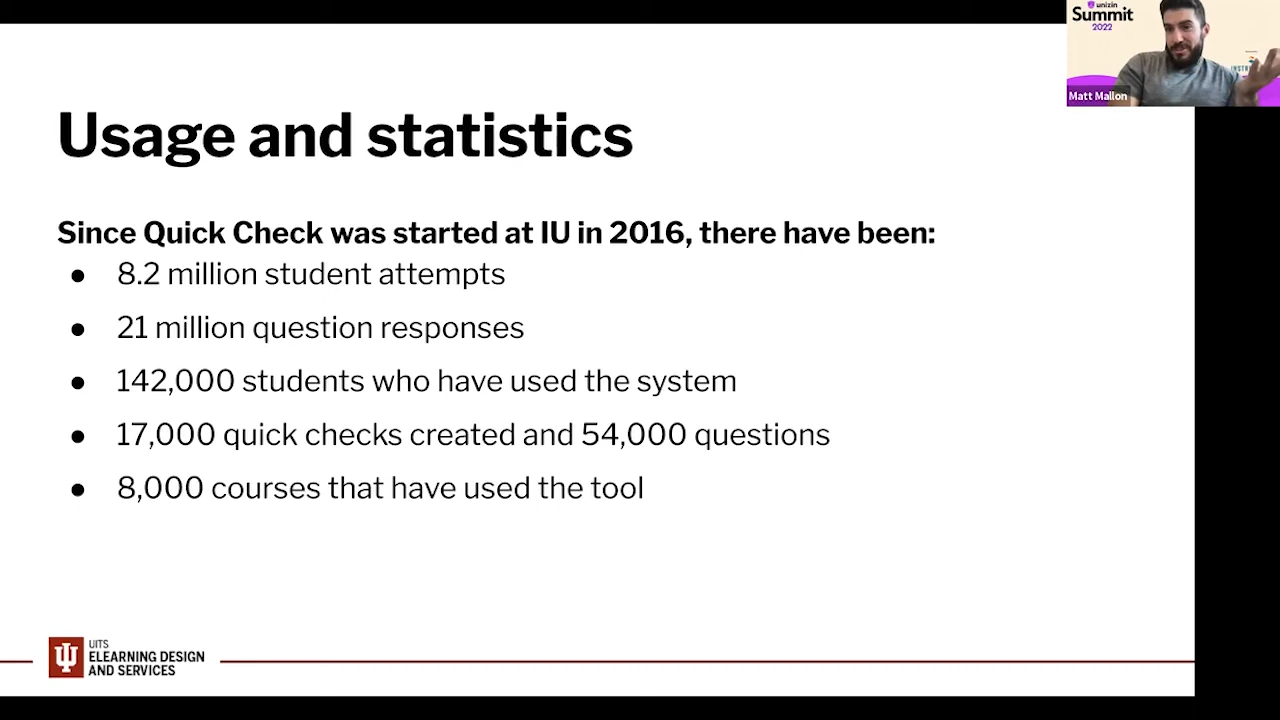 unizin
Summit
2022
Matt Mallon
Usage and statistics
Since Quick Check was started at IU in 2016, there have been:
● 8.2 million student attempts
● 21 million question responses
● 142,000 students who have used the system
● 17,000 quick checks created and 54,000 questions
● 8,000 courses that have used the tool
UITS
ELEARNING DESIGN
AND SERVICES